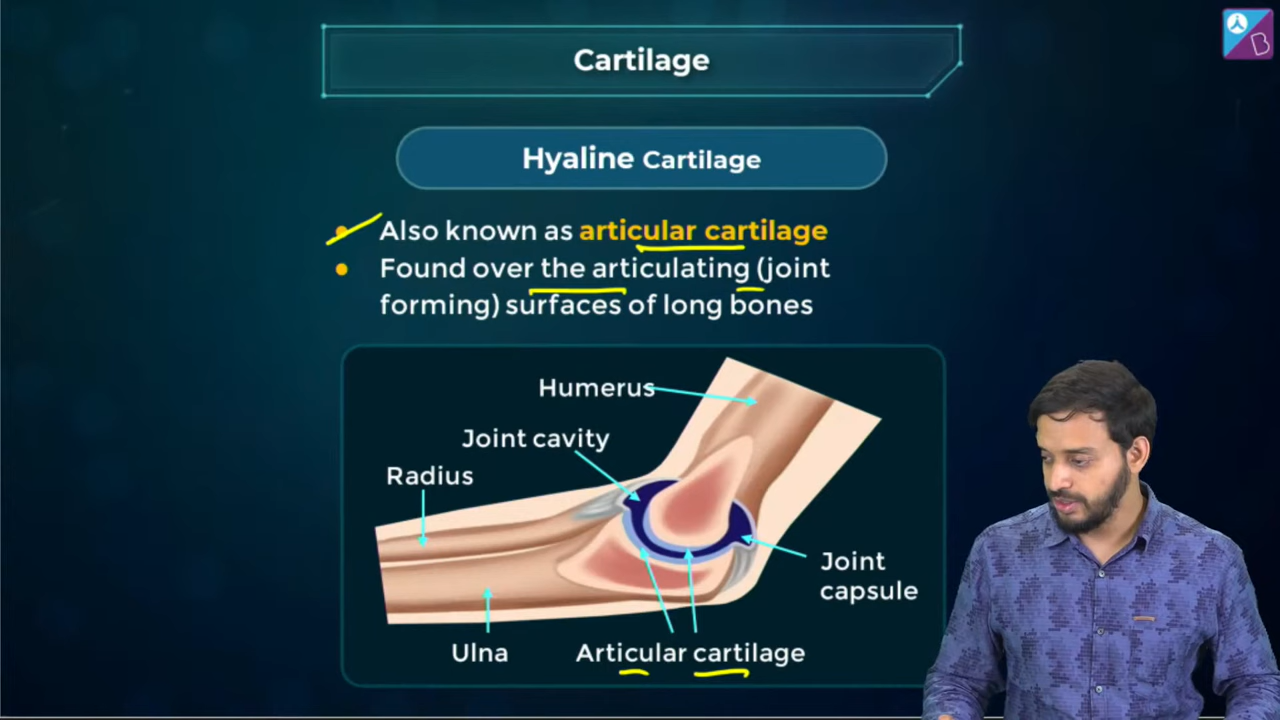 Cartilage
Hyaline Cartilage
Also known as articular cartilage
Found over the articulating (joint
forming) surfaces of long bones
Humerus
Joint cavity
Radius
Joint
capsule
Ulna
Articular cartilage
B